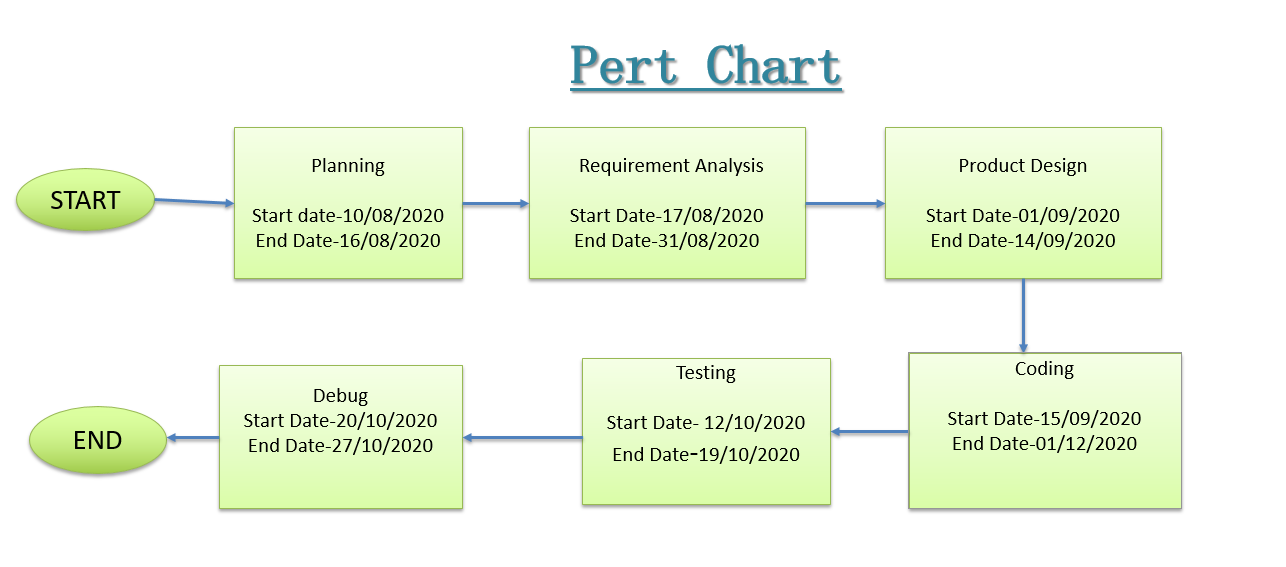 Pert Chart
START
Planning
Start date-10/08/2020
End Date-16/08/2020
Requirement Analysis
Start Date-17/08/2020
End Date-31/08/2020
Product Design
Start Date-01/09/2020
End Date-14/09/2020
Coding
Start Date-15/09/2020
End Date-01/12/2020
Testing
Start Date- 12/10/2020
End Date-19/10/2020
Debug
Start Date-20/10/2020
End Date-27/10/2020
END